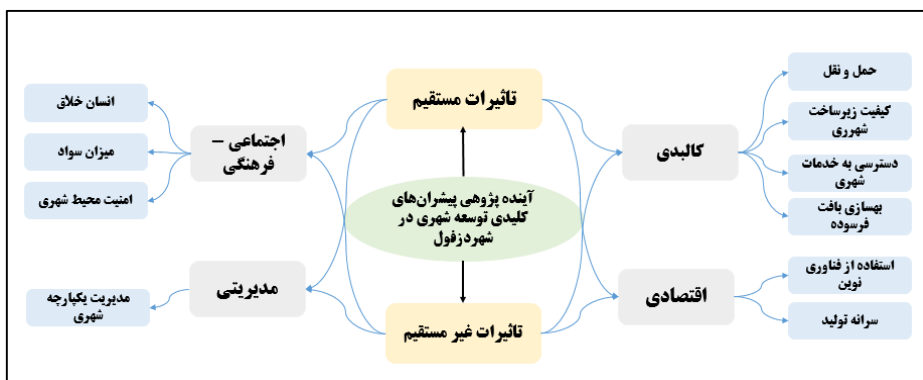 حمل و نقل
کیفیت زیرساخت
شهرری
دسترسی به خدمات
شهری
بهسازی بافت
فرسوده
کالبدی
استفاده از فناوری
نوین
سرانه تولید
اقتصادی
تاثیرات مستقیم
آینده پژوهی پیشران‌های
کلیدی توسعه شهری در
شهردزفول
تاثیرات غیر مستقیم
اجتماعی –
فرهنگی
انسان خلاق
میزان سواد
امنیت محیط شهری
مدیریتی
مدیریت یکپارچه
شهری